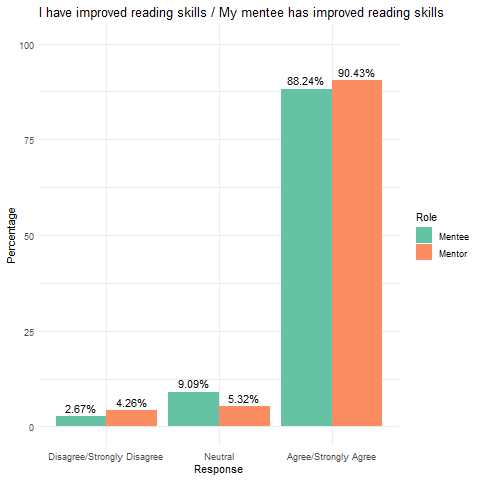 I have improved reading skills / My mentee has improved reading skills
100
75
50
25
0
Percentage
2.67%
4.26%
9.09%
5.32%
88.24%
90.43%
Disagree/Strongly Disagree
Neutral
Agree/Strongly Agree
Response
Role
Mentee
Mentor